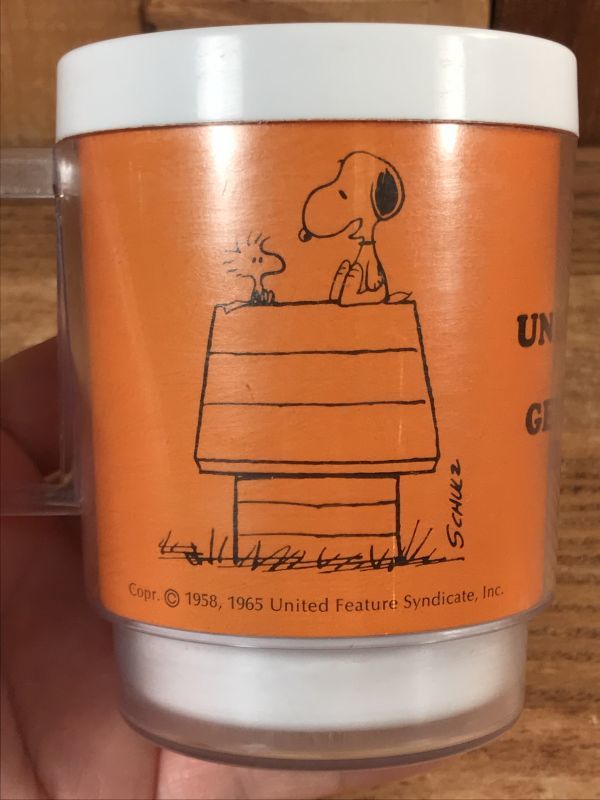 SCHULZ
Copr. © 1958, 1965 United Feature Syndicate, Inc.